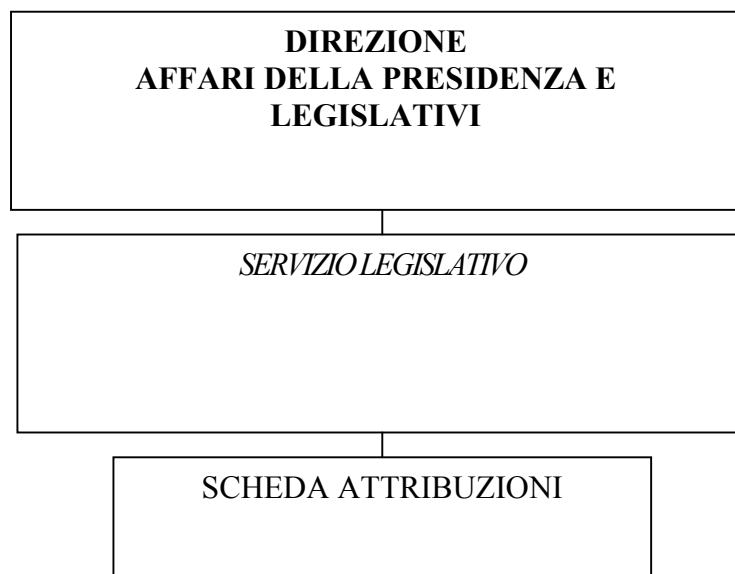 DIREZIONE
AFFARI DELLA PRESIDENZA E
LEGISLATIVI
SERVIZIO LEGISLATIVO
SCHEDA ATTRIBUZIONI